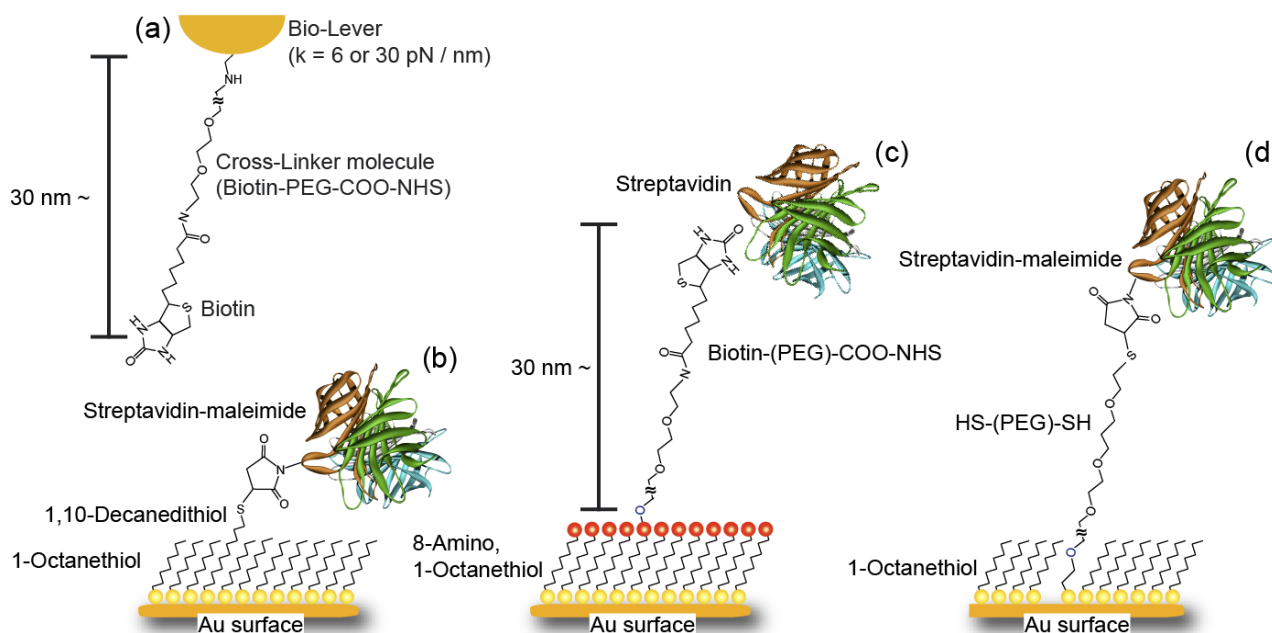 (a)
Bio-Lever
(k = 6 or 30 pN / nm)
NH
O
O
Cross-Linker molecule
(Biotin-PEG-COO-NHS)
30 nm ~
N
O
S
Biotin
H
N
O
N
H
(b)
Streptavidin-maleimide
O
N
O
S
1,10-Decanedithiol
1-Octanethiol
Au surface
(c)
Streptavidin
H
N
O
N
H
S
30 nm ~
O
N
Biotin-(PEG)-COO-NHS
O
O
O
8-Amino,
1-Octanethiol
Au surface
(d)
Streptavidin-maleimide
O
N
O
S
O
HS-(PEG)-SH
O
O
O
1-Octanethiol
Au surface